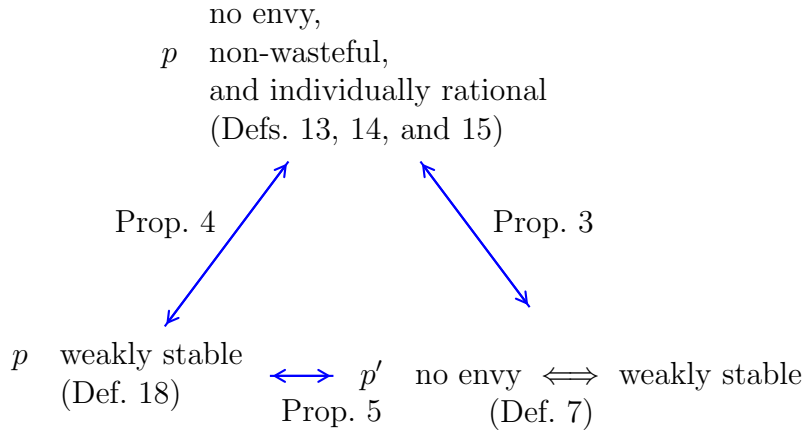 no envy,
p non-wasteful,
and individually rational
(Defs. 13, 14, and 15)
Prop. 4
Prop. 3
p weakly stable
(Def. 18)
Prop. 5
p′ no envy ⟺ weakly stable
(Def. 7)